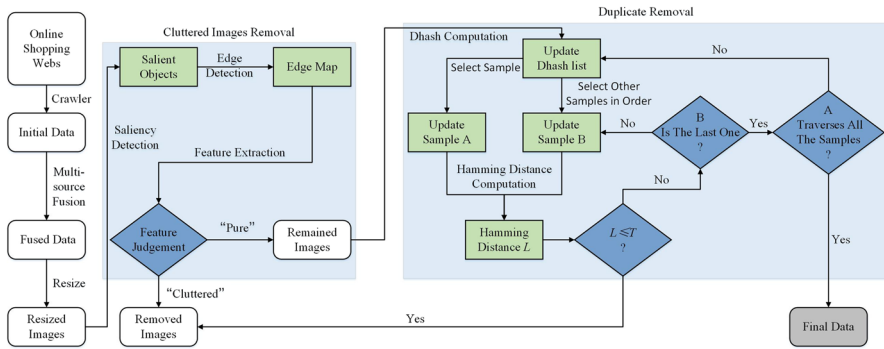 Cluttered Images Removal
Duplicate Removal
Online
Shopping
Webs
Crawler
Initial Data
Multi-
source
Fusion
Fused Data
Resize
Resized
Images
Saliency
Detection
Salient
Objects
Edge
Detection
Edge Map
Feature Extraction
Feature
Judgement
“Pure”
Remained
Images
“Cluttered”
Removed
Images
Dhash Computation
Update
Dhash list
Select Sample
Select Other
Samples in Order
Update
Sample A
Update
Sample B
Hamming Distance
Computation
Hamming
Distance L
L⩽T
?
No
Yes
B
Is The Last One
?
No
Yes
A
Traverses All
The Samples
?
No
Yes
Final Data